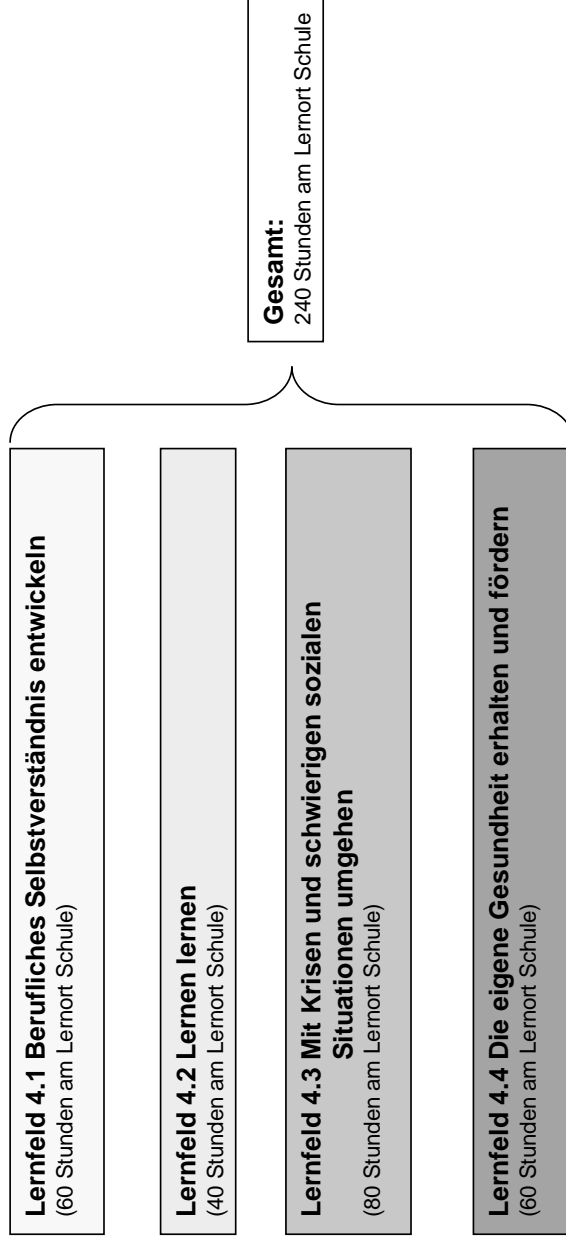 Lernfeld 4.1 Berufliches Selbstverständnis entwickeln
(60 Stunden am Lernort Schule)
Lernfeld 4.2 Lernen lernen
(40 Stunden am Lernort Schule)
Lernfeld 4.3 Mit Krisen und schwierigen sozialen
Situationen umgehen
(80 Stunden am Lernort Schule)
Lernfeld 4.4 Die eigene Gesundheit erhalten und fördern
(60 Stunden am Lernort Schule)
Gesamt:
240 Stunden am Lernort Schule